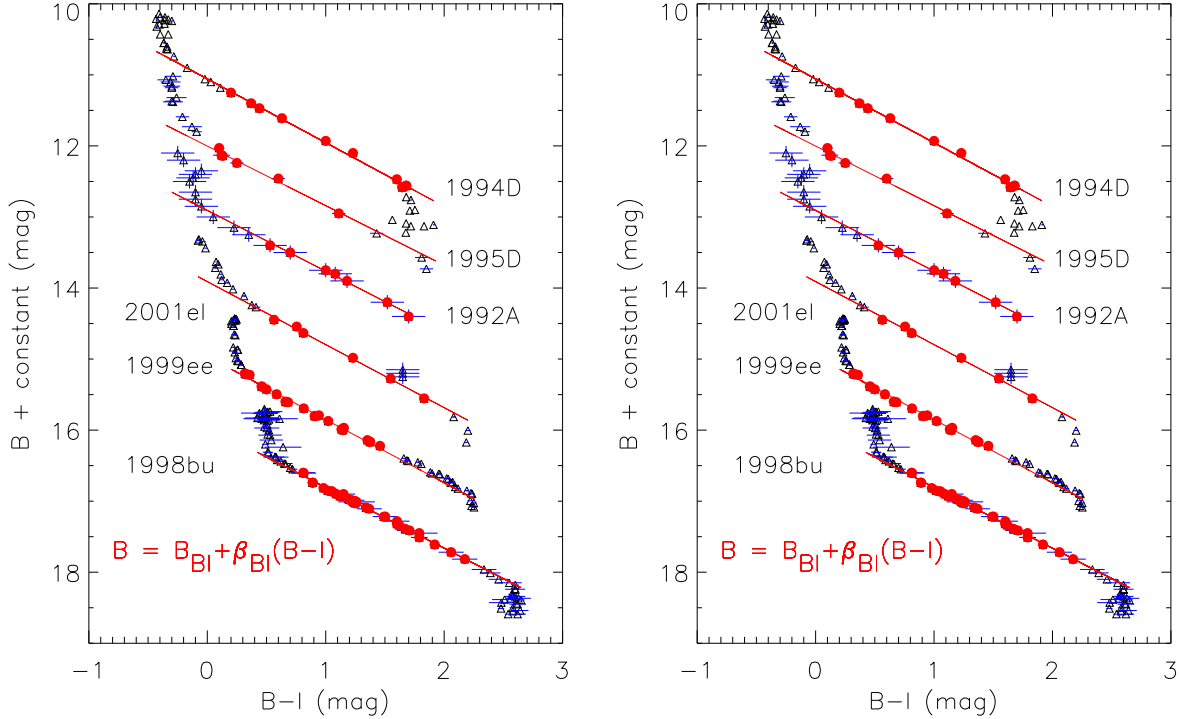 10
12
14
16
18
B + constant (mag)
1994D
1995D
1992A
2001el
1999ee
1998bu
B = B_BI+β_BI(B−I)
−1 0 1 2 3
B−I (mag)
10
12
14
16
18
B + constant (mag)
1994D
1995D
1992A
2001el
1999ee
1998bu
B = B_BI+β_BI(B−I)
−1 0 1 2 3
B−I (mag)